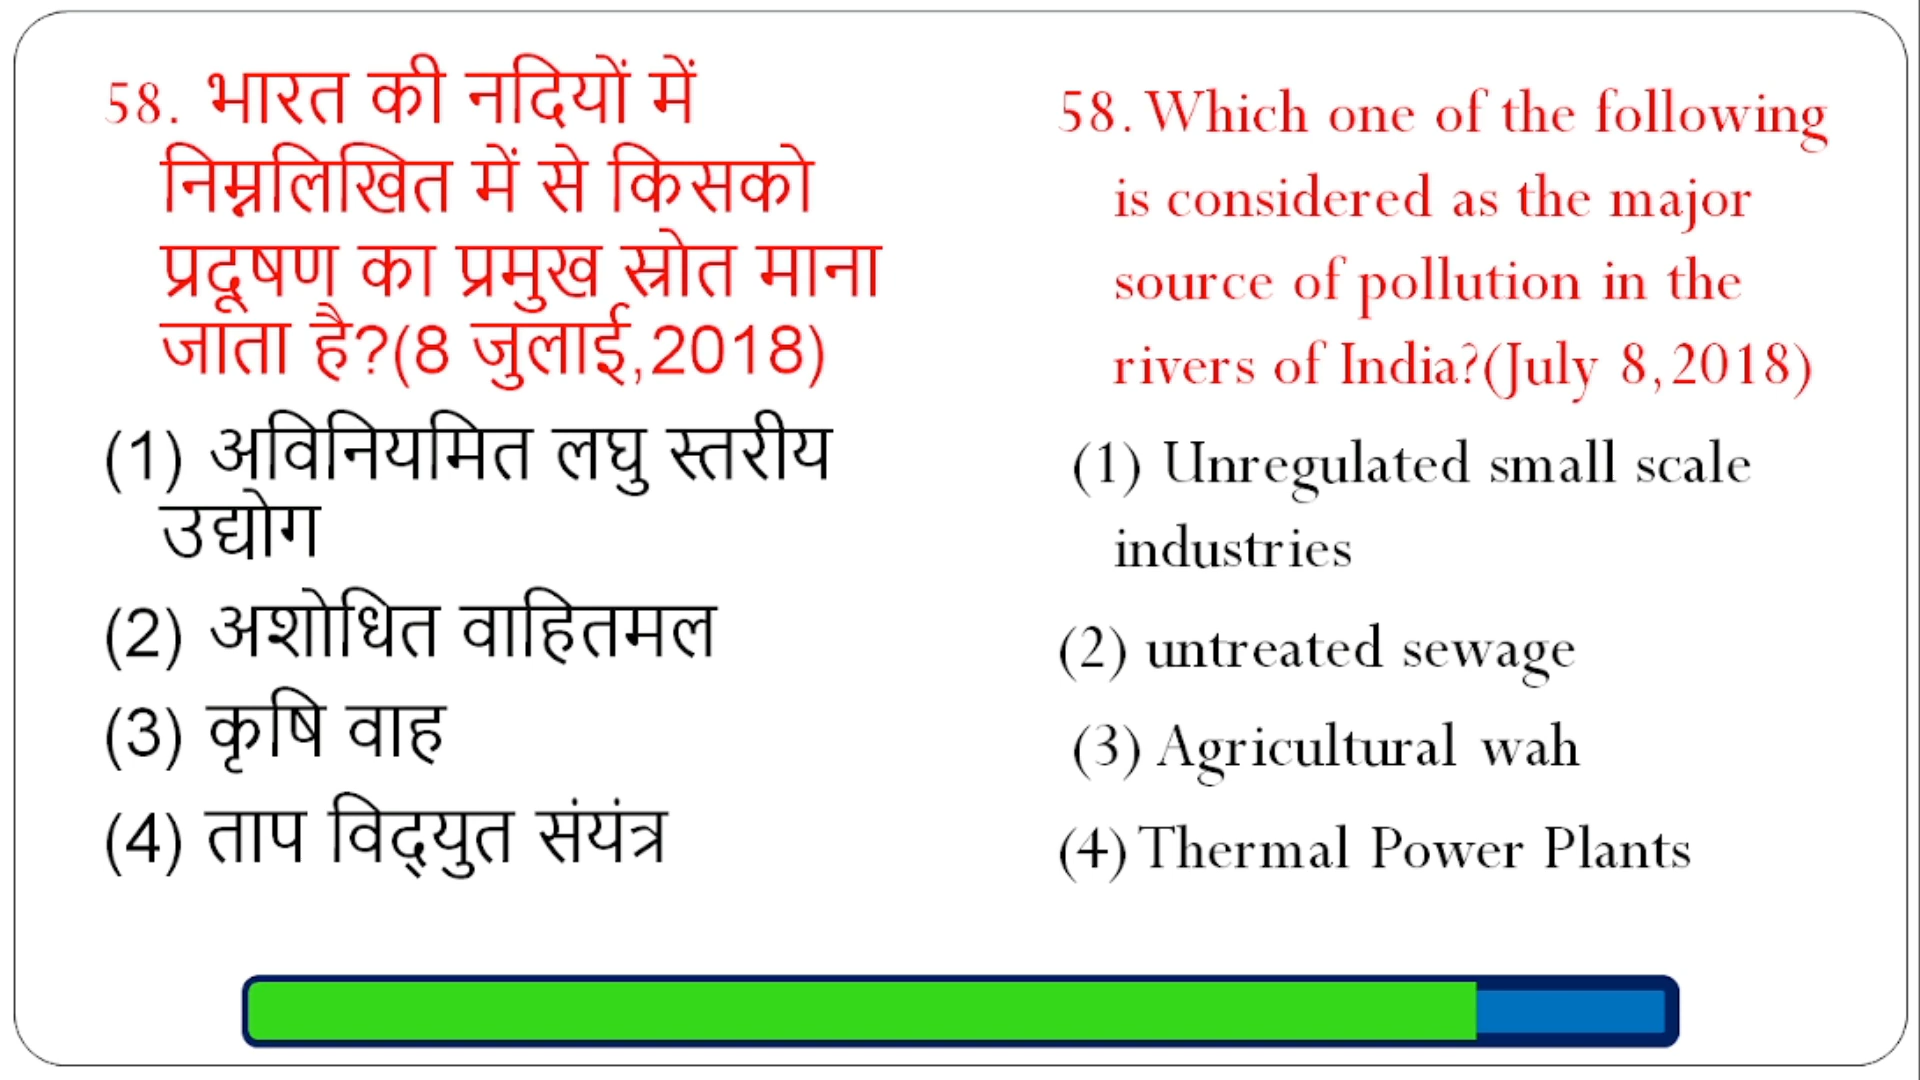 58. भारत की नदियों में
निम्नलिखित में से किसको
प्रदूषण का प्रमुख स्रोत माना
जाता है?(8 जुलाई,2018)
(1) अविनियमित लघु स्तरीय
उद्योग
(2) अशोधित वाहितमल
(3) कृषि वाह
(4) ताप विद्‌युत संयंत्र
58. Which one of the following
is considered as the major
source of pollution in the
rivers of India?(July 8,2018)
(1) Unregulated small scale
industries
(2) untreated sewage
(3) Agricultural wah
(4) Thermal Power Plants